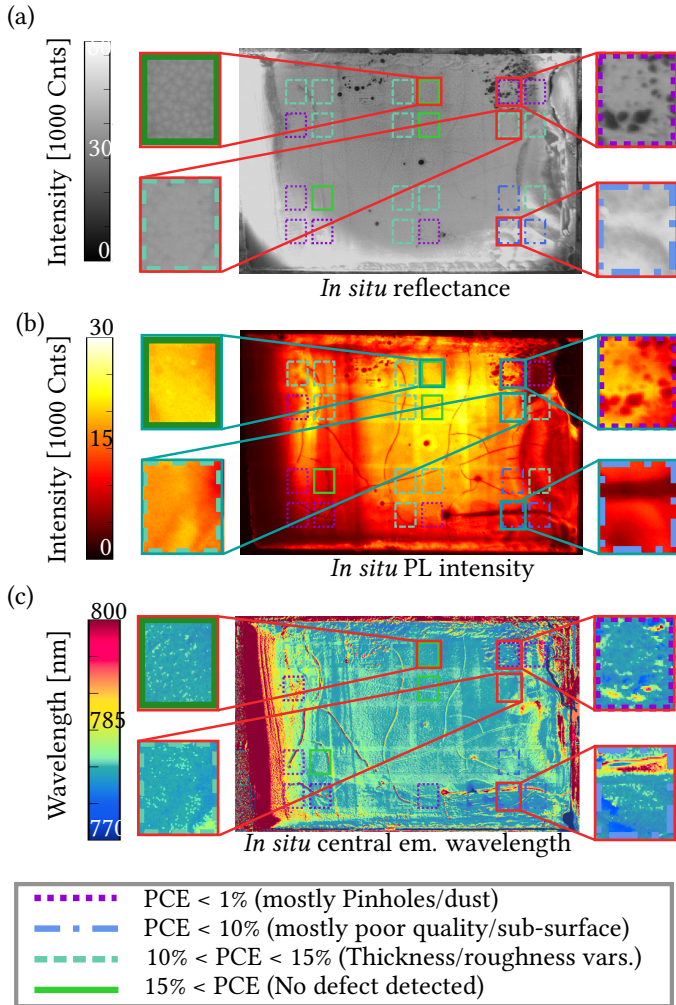 (a)
Intensity [1000 Cnts]
30
0
In situ reflectance
(b)
Intensity [1000 Cnts]
30
15
0
In situ PL intensity
(c)
Wavelength [nm]
800
785
770
In situ central em. wavelength
PCE < 1% (mostly Pinholes/dust)
PCE < 10% (mostly poor quality/sub-surface)
10% < PCE < 15% (Thickness/roughness vars.)
15% < PCE (No defect detected)